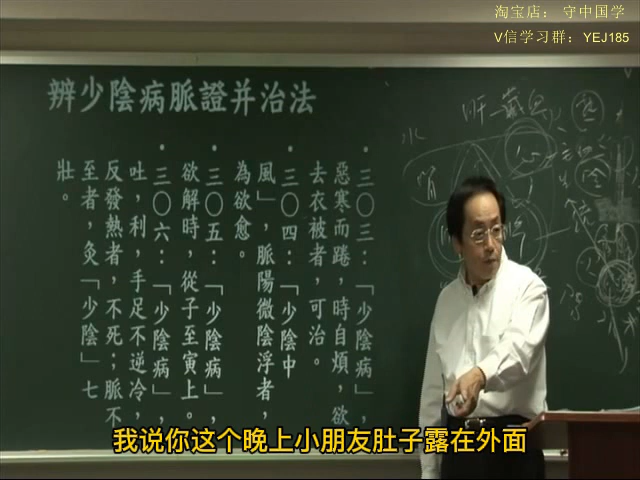 淘宝店： 守中国学
V信学习群：YEJ185
辨少陰病脈證并治法
•三〇三：「少陰病」，
惡寒而踡，時自煩，欲
去衣被者，可治。
•三〇四：「少陰中
風」，脈陽微陰浮者，
為欲愈。
•三〇五：「少陰病」，
欲解時，從子至寅上。
•三〇六：「少陰病」，
吐，利，手足不逆冷，
反發熱者，不死；脈不
至者，灸「少陰」七
壯。
肝—藏魂
水
心
腎
我说你这个晚上小朋友肚子露在外面